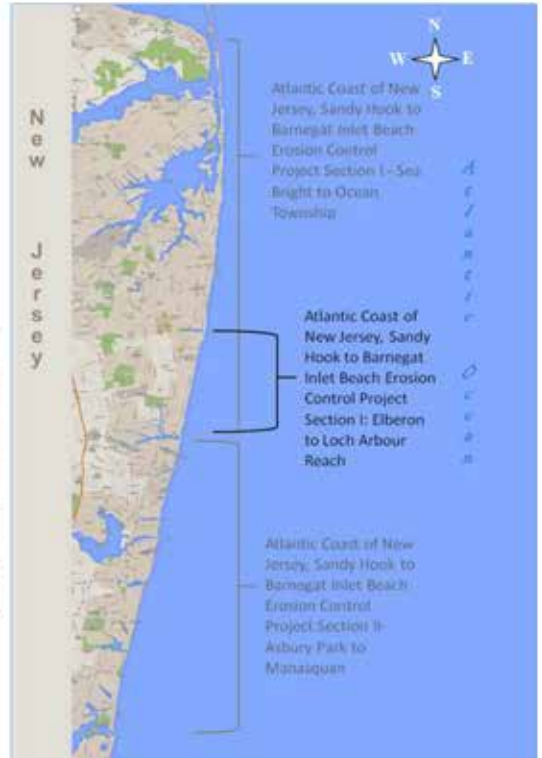 N
W E
S
New
Jersey
Atlantic Coast of New
Jersey, Sandy Hook to
Barnegat Inlet Beach
Erosion Control
Project Section I - Sea
Bright to Ocean
Township
Atlantic Coast of
New Jersey, Sandy
Hook to Barnegat
Inlet Beach Erosion
Control Project
Section I: Elberon
to Loch Arbour
Reach
Atlantic
Ocean
Atlantic Coast of New
Jersey, Sandy Hook to
Barnegat Inlet Beach
Erosion Control
Project Section II-
Asbury Park to
Manasquan